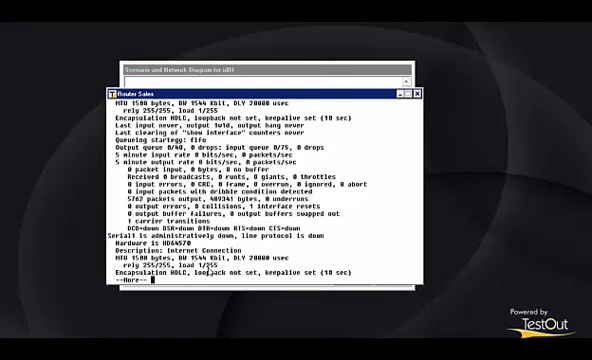 Scenario and Network Diagram for id03
Router Sales
MTU 1500 bytes, BW 1544 Kbit, DLY 20000 usec
rely 255/255, load 1/255
Encapsulation HDLC, loopback not set, keepalive set (10 sec)
Last input never, output 1w1d, output hang never
Last clearing of "show interface" counters never
Queueing startegy: fifo
Output queue 0/40, 0 drops: input queue 0/75, 0 drops
5 minute input rate 0 bits/sec, 0 packets/sec
5 minute output rate 0 bits/sec, 0 packets/sec
0 packet input, 0 bytes, 0 no buffer
Received 0 broadcasts, 0 runts, 0 giants, 0 throttles
0 input errors, 0 CRC, 0 frame, 0 overrun, 0 ignored, 0 abort
0 input packets with dribble condition detected
5762 packets output, 489341 bytes, 0 underruns
0 output errors, 0 collisions, 1 interface resets
0 output buffer failures, 0 output buffers swapped out
1 carrier transitions
DCD=down DSR=down DTR=down RTS=down CTS=down
Serial1 is administratively down, line protocol is down
Hardware is HD64570
Description: Internet Connection
MTU 1500 bytes, BW 1544 Kbit, DLY 20000 usec
rely 255/255, load 1/255
Encapsulation HDLC, loopback not set, keepalive set (10 sec)
--More--
Powered by
TestOut